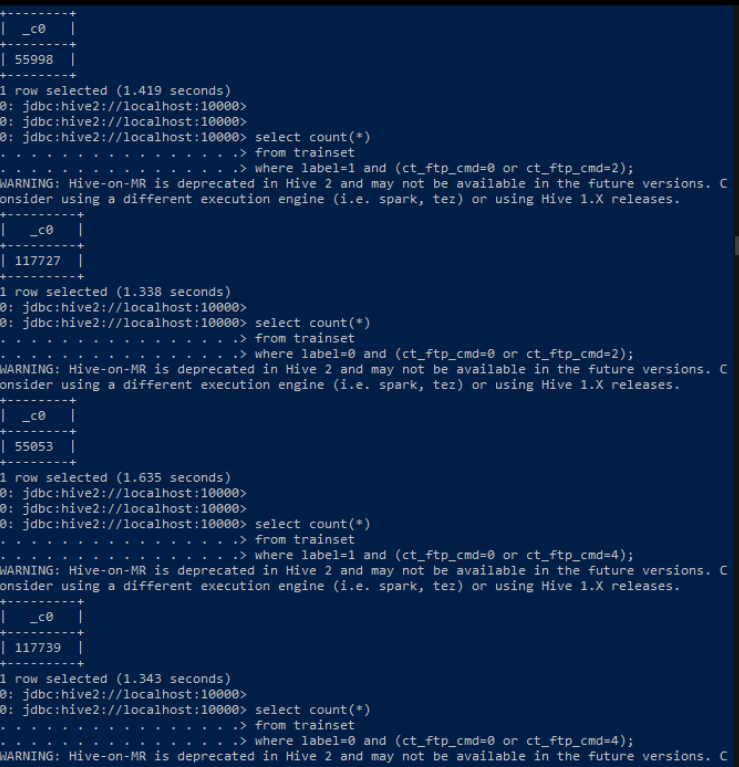 +--------+
|  _c0   |
+--------+
| 55998  |
+--------+
1 row selected (1.419 seconds)
0: jdbc:hive2://localhost:10000>
0: jdbc:hive2://localhost:10000>
0: jdbc:hive2://localhost:10000> select count(*)
. . . . . . . . . . . . . . . .> from trainset
. . . . . . . . . . . . . . . .> where label=1 and (ct_ftp_cmd=0 or ct_ftp_cmd=2);
WARNING: Hive-on-MR is deprecated in Hive 2 and may not be available in the future versions. C
onsider using a different execution engine (i.e. spark, tez) or using Hive 1.X releases.
+---------+
|   _c0   |
+---------+
| 117727  |
+---------+
1 row selected (1.338 seconds)
0: jdbc:hive2://localhost:10000>
0: jdbc:hive2://localhost:10000> select count(*)
. . . . . . . . . . . . . . . .> from trainset
. . . . . . . . . . . . . . . .> where label=0 and (ct_ftp_cmd=0 or ct_ftp_cmd=2);
WARNING: Hive-on-MR is deprecated in Hive 2 and may not be available in the future versions. C
onsider using a different execution engine (i.e. spark, tez) or using Hive 1.X releases.
+--------+
|  _c0   |
+--------+
| 55053  |
+--------+
1 row selected (1.635 seconds)
0: jdbc:hive2://localhost:10000>
0: jdbc:hive2://localhost:10000>
0: jdbc:hive2://localhost:10000> select count(*)
. . . . . . . . . . . . . . . .> from trainset
. . . . . . . . . . . . . . . .> where label=1 and (ct_ftp_cmd=0 or ct_ftp_cmd=4);
WARNING: Hive-on-MR is deprecated in Hive 2 and may not be available in the future versions. C
onsider using a different execution engine (i.e. spark, tez) or using Hive 1.X releases.
+---------+
|   _c0   |
+---------+
| 117739  |
+---------+
1 row selected (1.343 seconds)
0: jdbc:hive2://localhost:10000>
0: jdbc:hive2://localhost:10000> select count(*)
. . . . . . . . . . . . . . . .> from trainset
. . . . . . . . . . . . . . . .> where label=0 and (ct_ftp_cmd=0 or ct_ftp_cmd=4);
WARNING: Hive-on-MR is deprecated in Hive 2 and may not be available in the future versions. C